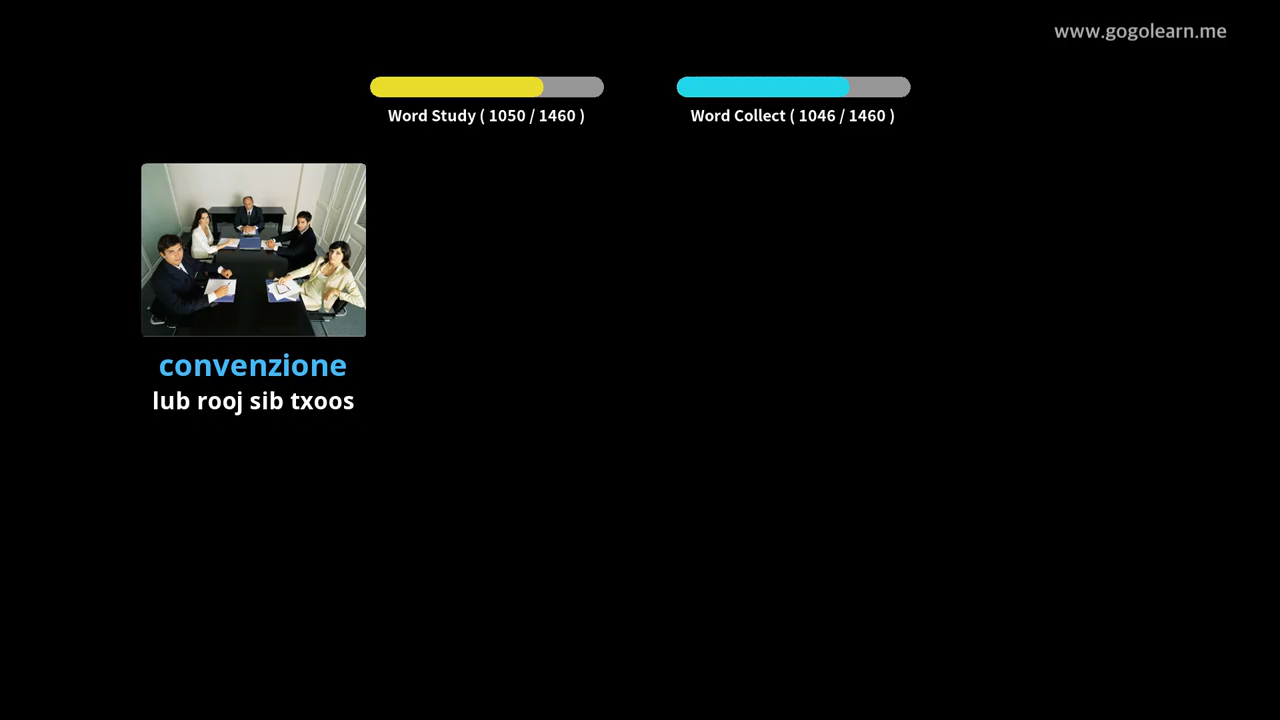 www.gogolearn.me
Word Study ( 1050 / 1460 )
Word Collect ( 1046 / 1460 )
convenzione
lub rooj sib txoos